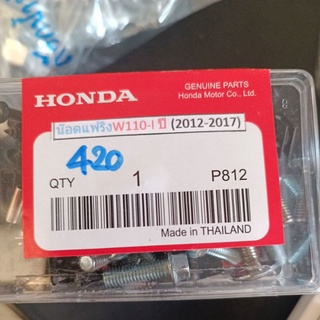 GENUINE PARTS
HONDA
Honda Motor Co., Ltd.
น๊อตแฟริ่งW110-I ปี (2012-2017)
420
QTY 1 P812
Made in THAILAND